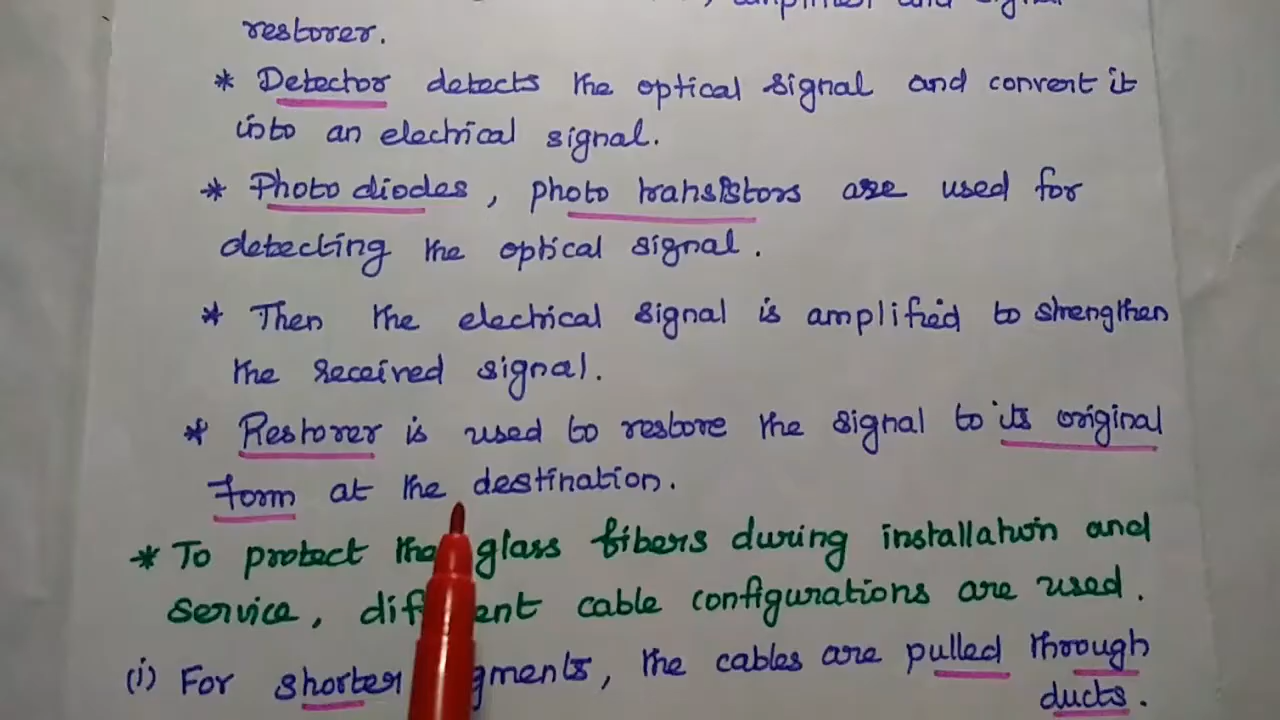 amplifier and signal
restorer.
* Detector detects the optical signal and convert it
into an electrical signal.
* Photo diodes, photo transistors are used for
detecting the optical signal.
* Then the electrical signal is amplified to strengthen
the received signal.
* Restorer is used to restore the signal to its original
form at the destination.
* To protect the glass fibers during installation and
service, different cable configurations are used.
(i) For shorter segments, the cables are pulled through
ducts.